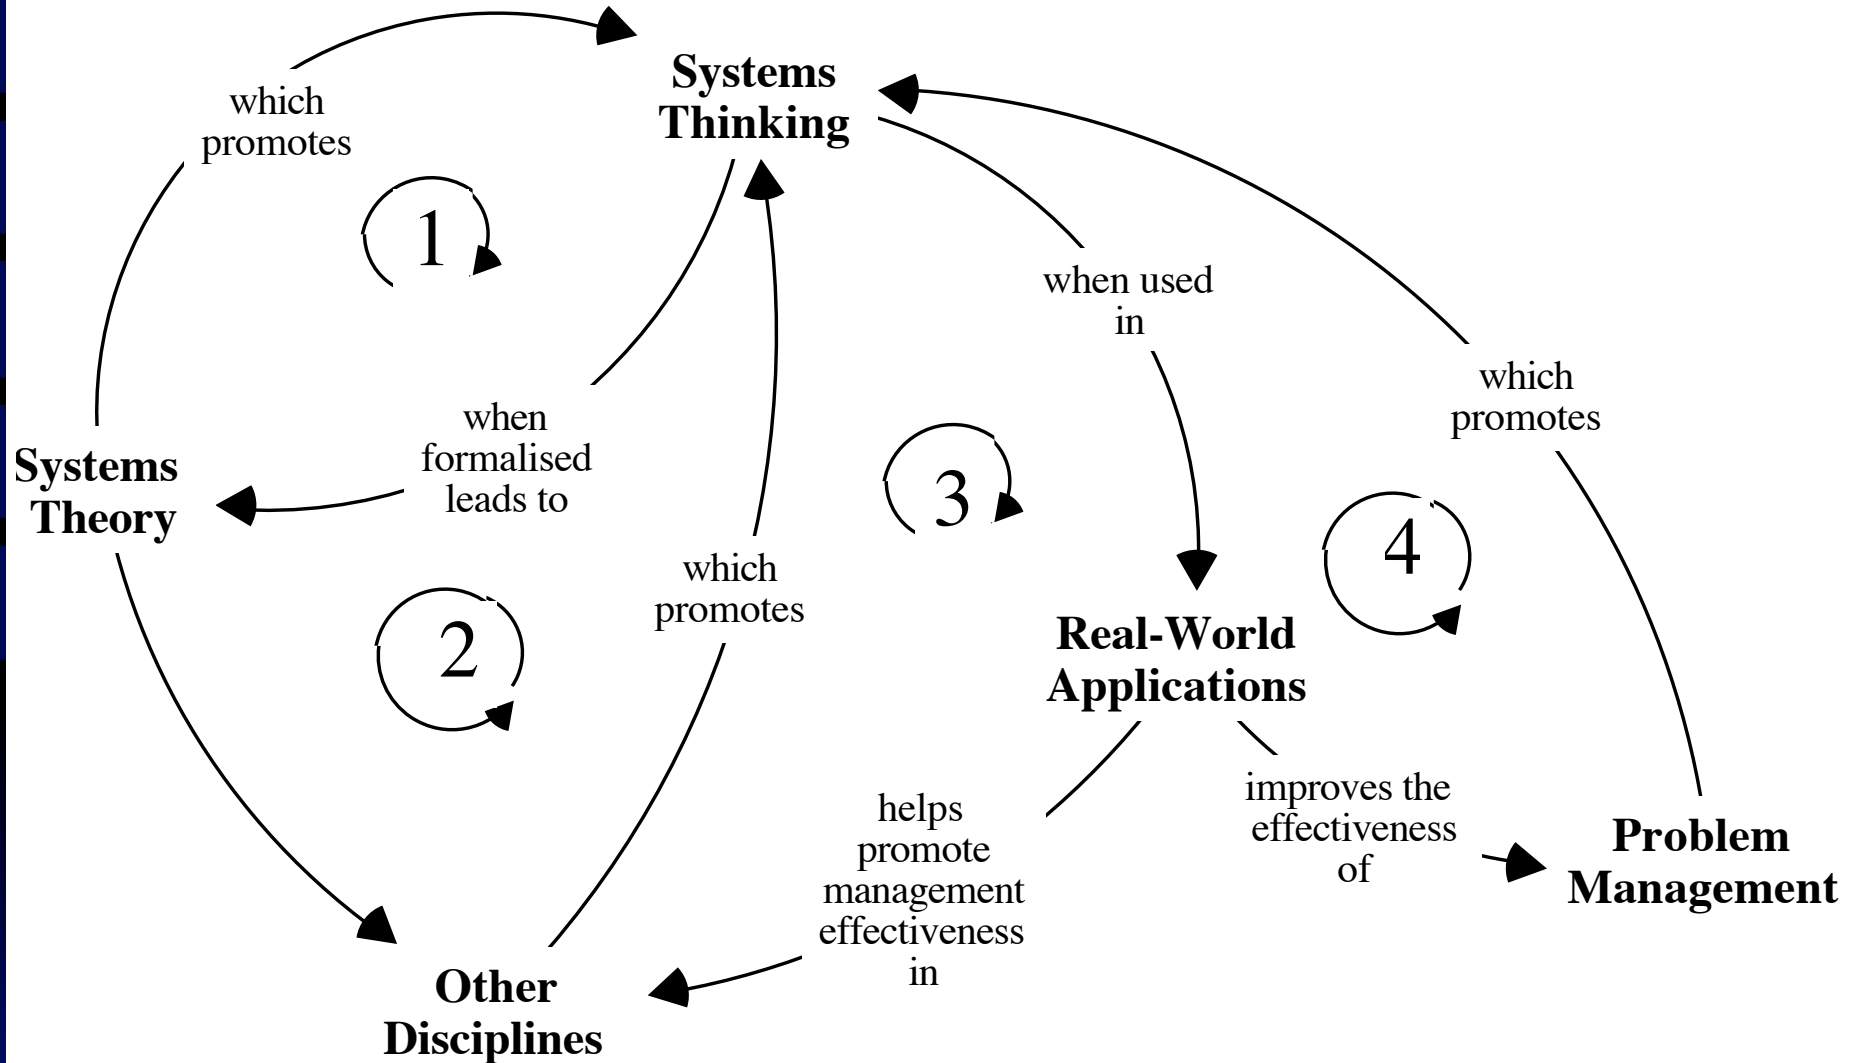 Systems
Thinking
which
promotes
1
when used
in
which
promotes
when
formalised
leads to
Systems
Theory
3
4
which
promotes
2
Real-World
Applications
improves the
effectiveness
of
helps
promote
management
effectiveness
in
Problem
Management
Other
Disciplines